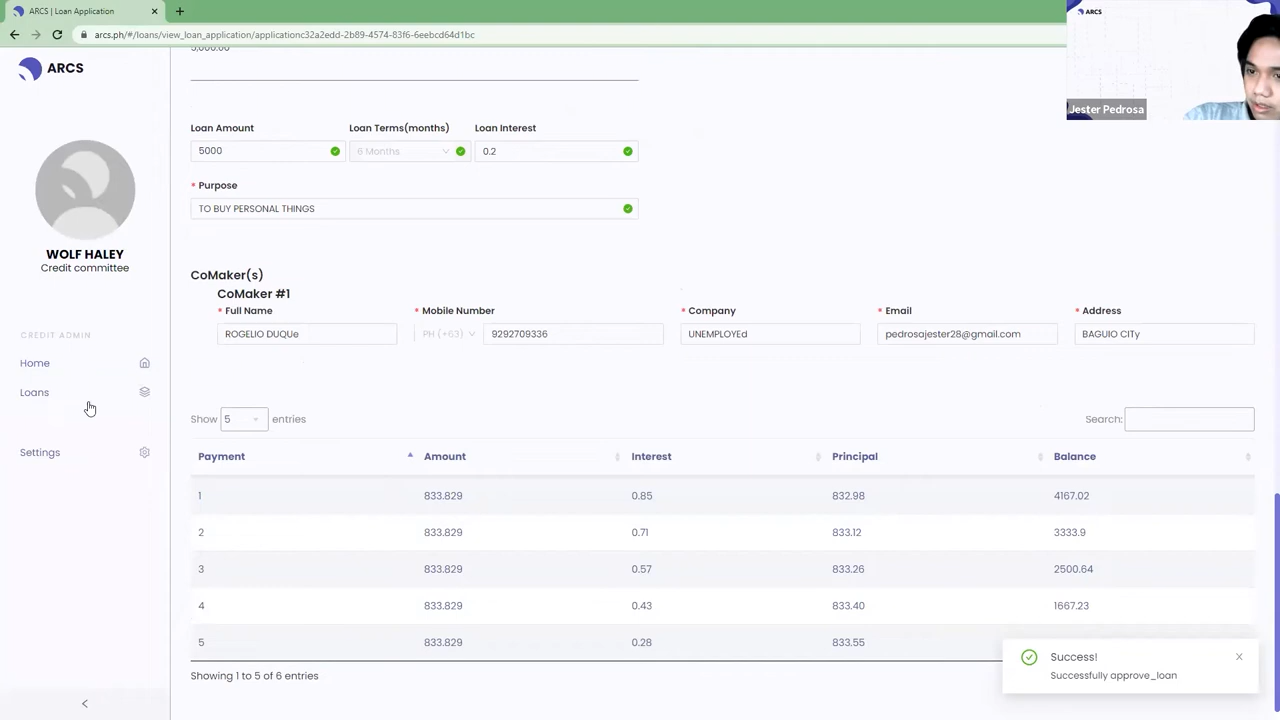 ARCS | Loan Application
arcs.ph/#/loans/view_loan_application/applicationc32a2edd-2b89-4574-83f6-6eebcd64d1bc
ARCS
ARCS
Jester Pedrosa
WOLF HALEY
Credit committee
CREDIT ADMIN
Home
Loans
Settings
5,000.00
Loan Amount Loan Terms(months) Loan Interest
5000 6 Months 0.2
* Purpose
TO BUY PERSONAL THINGS
CoMaker(s)
CoMaker #1
* Full Name * Mobile Number * Company * Email * Address
ROGELIO DUQUe PH (+63) 9292709336 UNEMPLOYEd pedrosajester28@gmail.com BAGUIO CITy
Show 5 entries Search:
Payment Amount Interest Principal Balance
1 833.829 0.85 832.98 4167.02
2 833.829 0.71 833.12 3333.9
3 833.829 0.57 833.26 2500.64
4 833.829 0.43 833.40 1667.23
5 833.829 0.28 833.55
Showing 1 to 5 of 6 entries
Success!
Successfully approve_loan